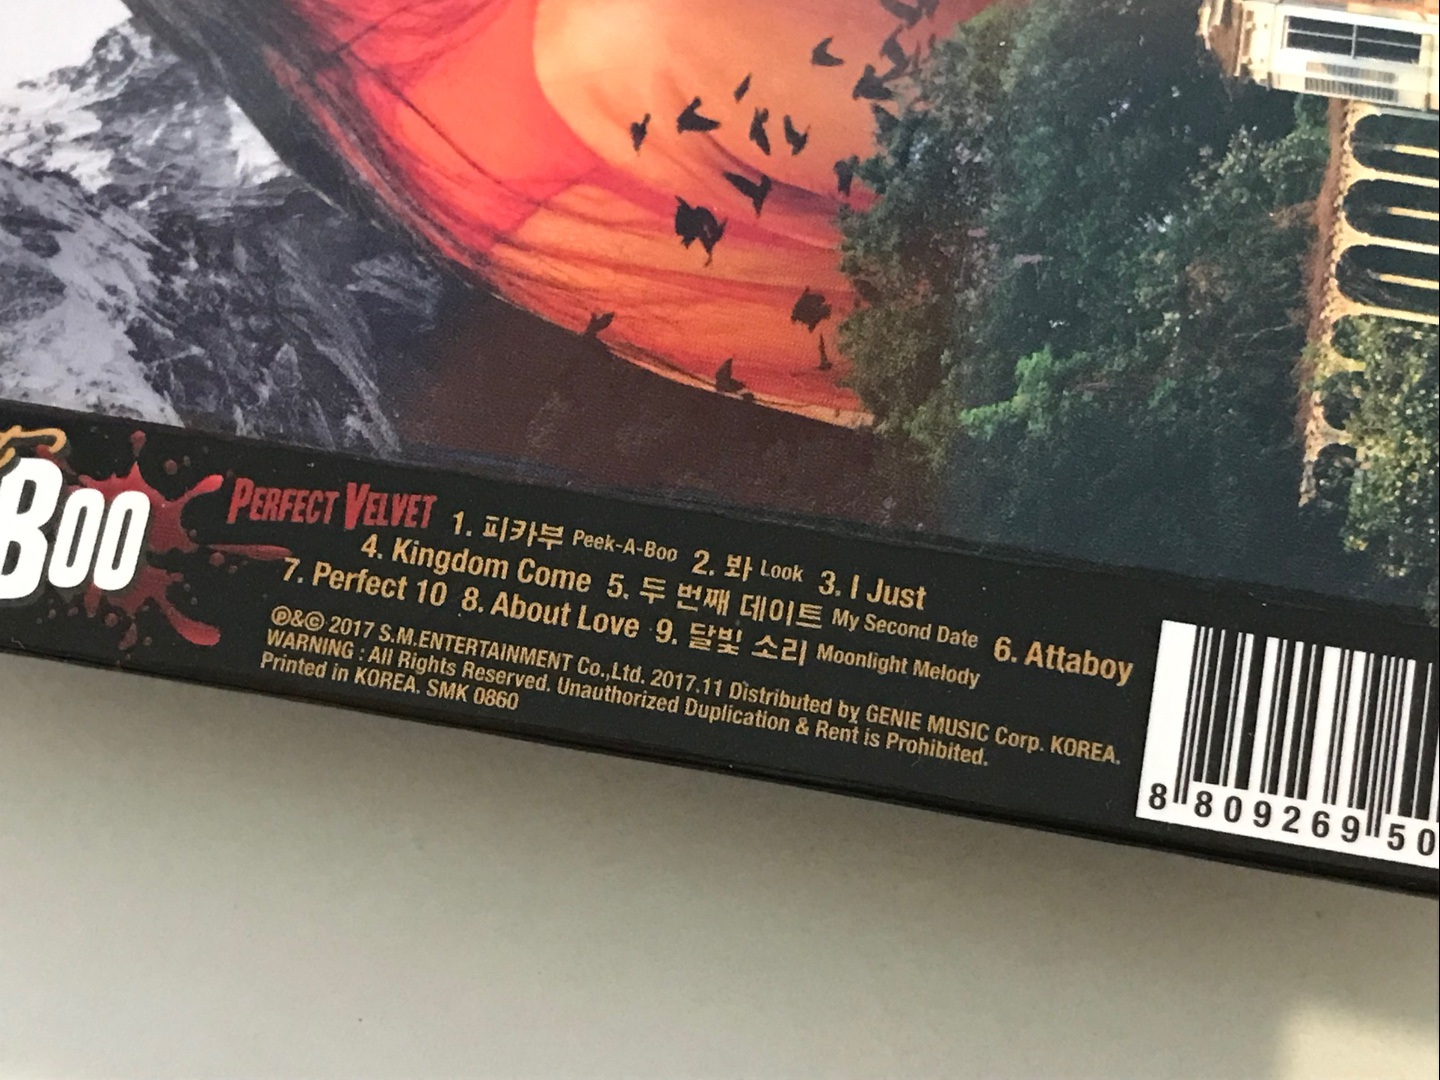 Boo
PERFECT VELVET 1. 피카부 Peek-A-Boo 2. 봐 Look 3. I Just
4. Kingdom Come 5. 두 번째 데이트 My Second Date 6. Attaboy
7. Perfect 10 8. About Love 9. 달빛 소리 Moonlight Melody
℗&© 2017 S.M.ENTERTAINMENT Co.,Ltd. 2017.11 Distributed by GENIE MUSIC Corp. KOREA.
WARNING : All Rights Reserved. Unauthorized Duplication & Rent is Prohibited.
Printed in KOREA. SMK 0860
8 809269 50